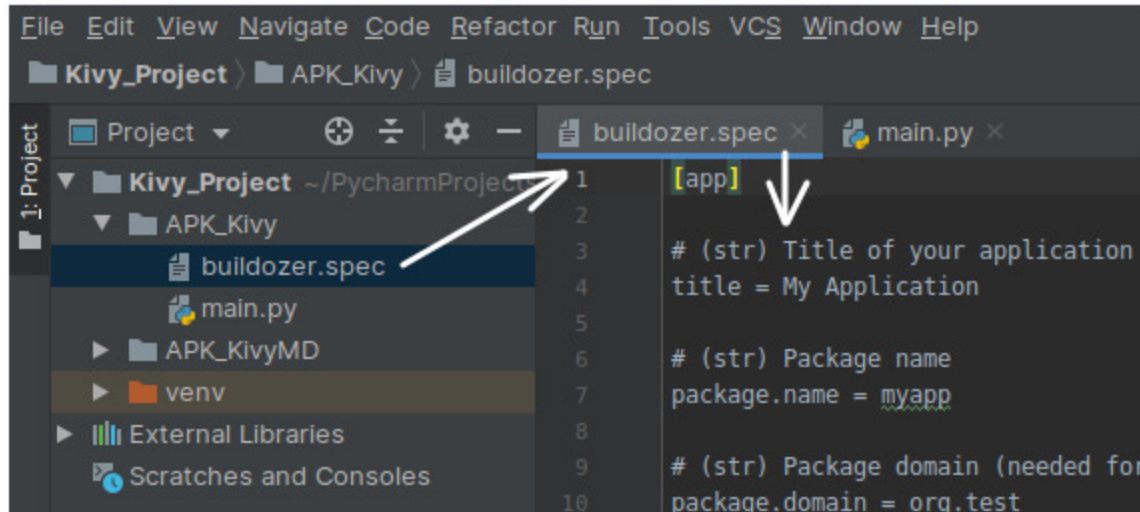 File Edit View Navigate Code Refactor Run Tools VCS Window Help
Kivy_Project APK_Kivy buildozer.spec
1: Project
Project
buildozer.spec main.py
Kivy_Project ~/PycharmProjects
APK_Kivy
buildozer.spec
main.py
APK_KivyMD
venv
External Libraries
Scratches and Consoles
1 [app]
2
3 # (str) Title of your application
4 title = My Application
5
6 # (str) Package name
7 package.name = myapp
8
9 # (str) Package domain (needed for
10 package.domain = org.test